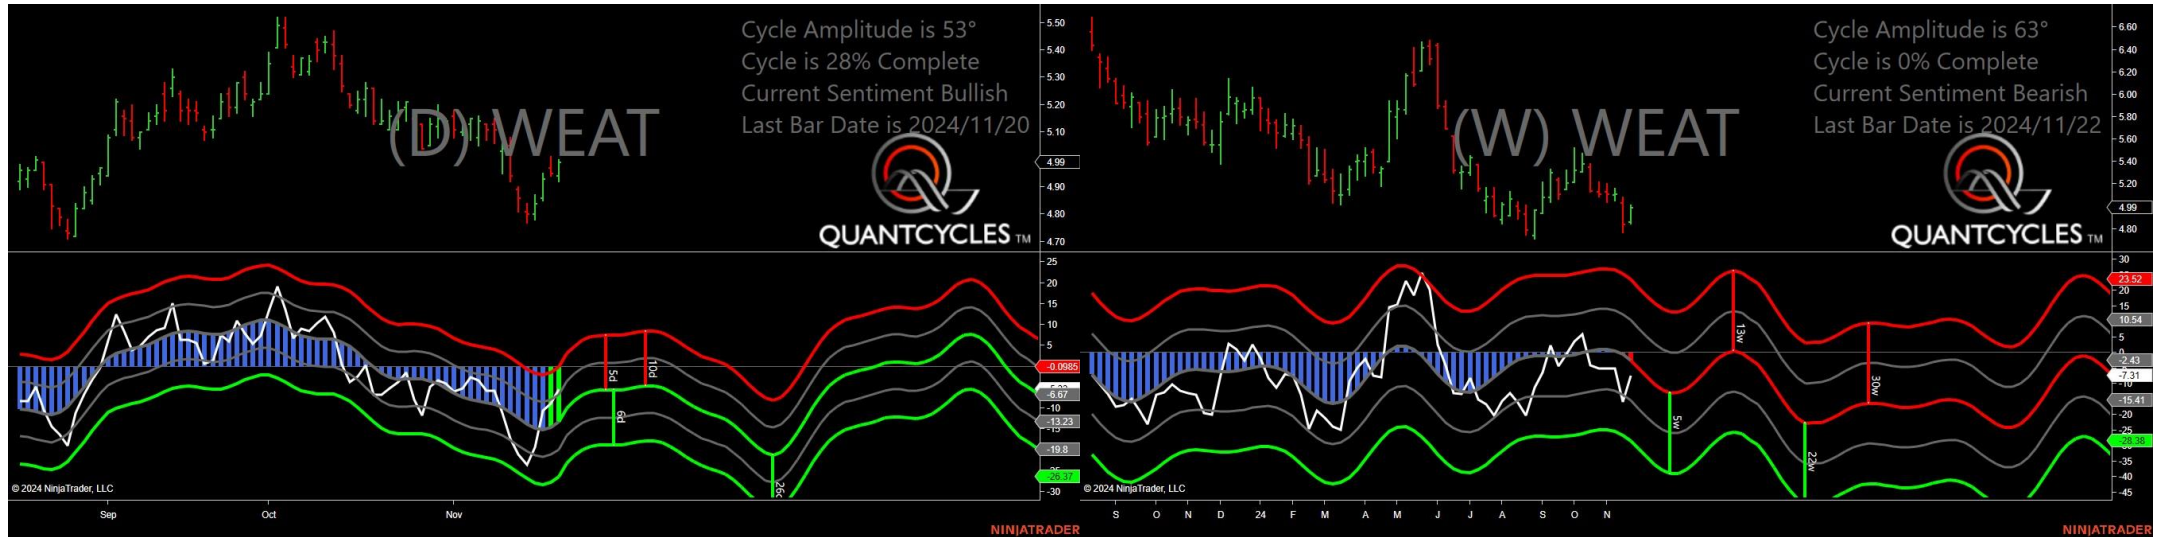 Cycle Amplitude is 53°
Cycle is 28% Complete
Current Sentiment Bullish
Last Bar Date is 2024/11/20
(D) WEAT
QUANTCYCLES TM
5.50
5.40
5.30
5.20
5.10
4.99
4.90
4.80
4.70
25
20
15
10
5
-0.0985
-6.67
-10
-13.23
-15
-19.8
-26.37
-30
5d
10d
6d
© 2024 NinjaTrader, LLC
Sep
Oct
Nov
NINJATRADER
Cycle Amplitude is 63°
Cycle is 0% Complete
Current Sentiment Bearish
Last Bar Date is 2024/11/22
(W) WEAT
QUANTCYCLES TM
6.60
6.40
6.20
6.00
5.80
5.60
5.40
5.20
4.99
4.80
30
23.52
20
15
10.54
5
0
-2.43
-7.31
-10
-15.41
-20
-25
-28.38
-35
-40
-45
13w
30w
5w
22w
© 2024 NinjaTrader, LLC
S O N D 24 F M A M J J A S O N
NINJATRADER